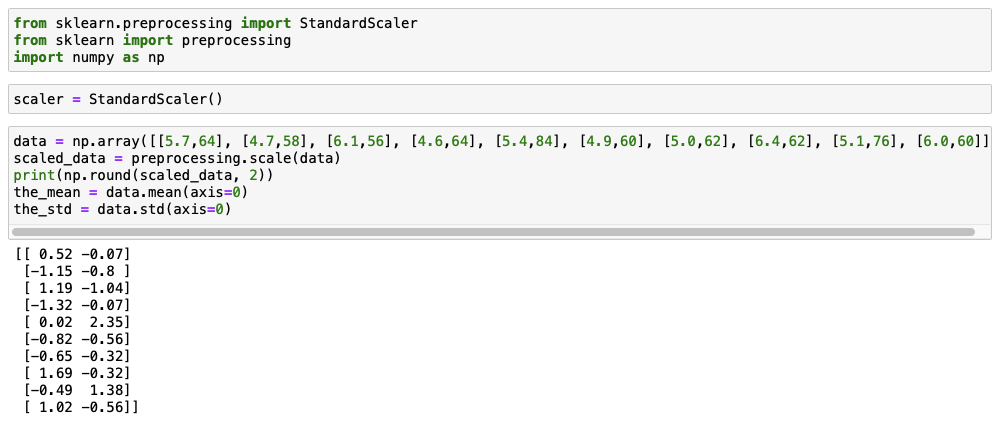 from sklearn.preprocessing import StandardScaler
from sklearn import preprocessing
import numpy as np
scaler = StandardScaler()
data = np.array([[5.7,64], [4.7,58], [6.1,56], [4.6,64], [5.4,84], [4.9,60], [5.0,62], [6.4,62], [5.1,76], [6.0,60]]
scaled_data = preprocessing.scale(data)
print(np.round(scaled_data, 2))
the_mean = data.mean(axis=0)
the_std = data.std(axis=0)
[[ 0.52 -0.07]
 [-1.15 -0.8 ]
 [ 1.19 -1.04]
 [-1.32 -0.07]
 [ 0.02  2.35]
 [-0.82 -0.56]
 [-0.65 -0.32]
 [ 1.69 -0.32]
 [-0.49  1.38]
 [ 1.02 -0.56]]